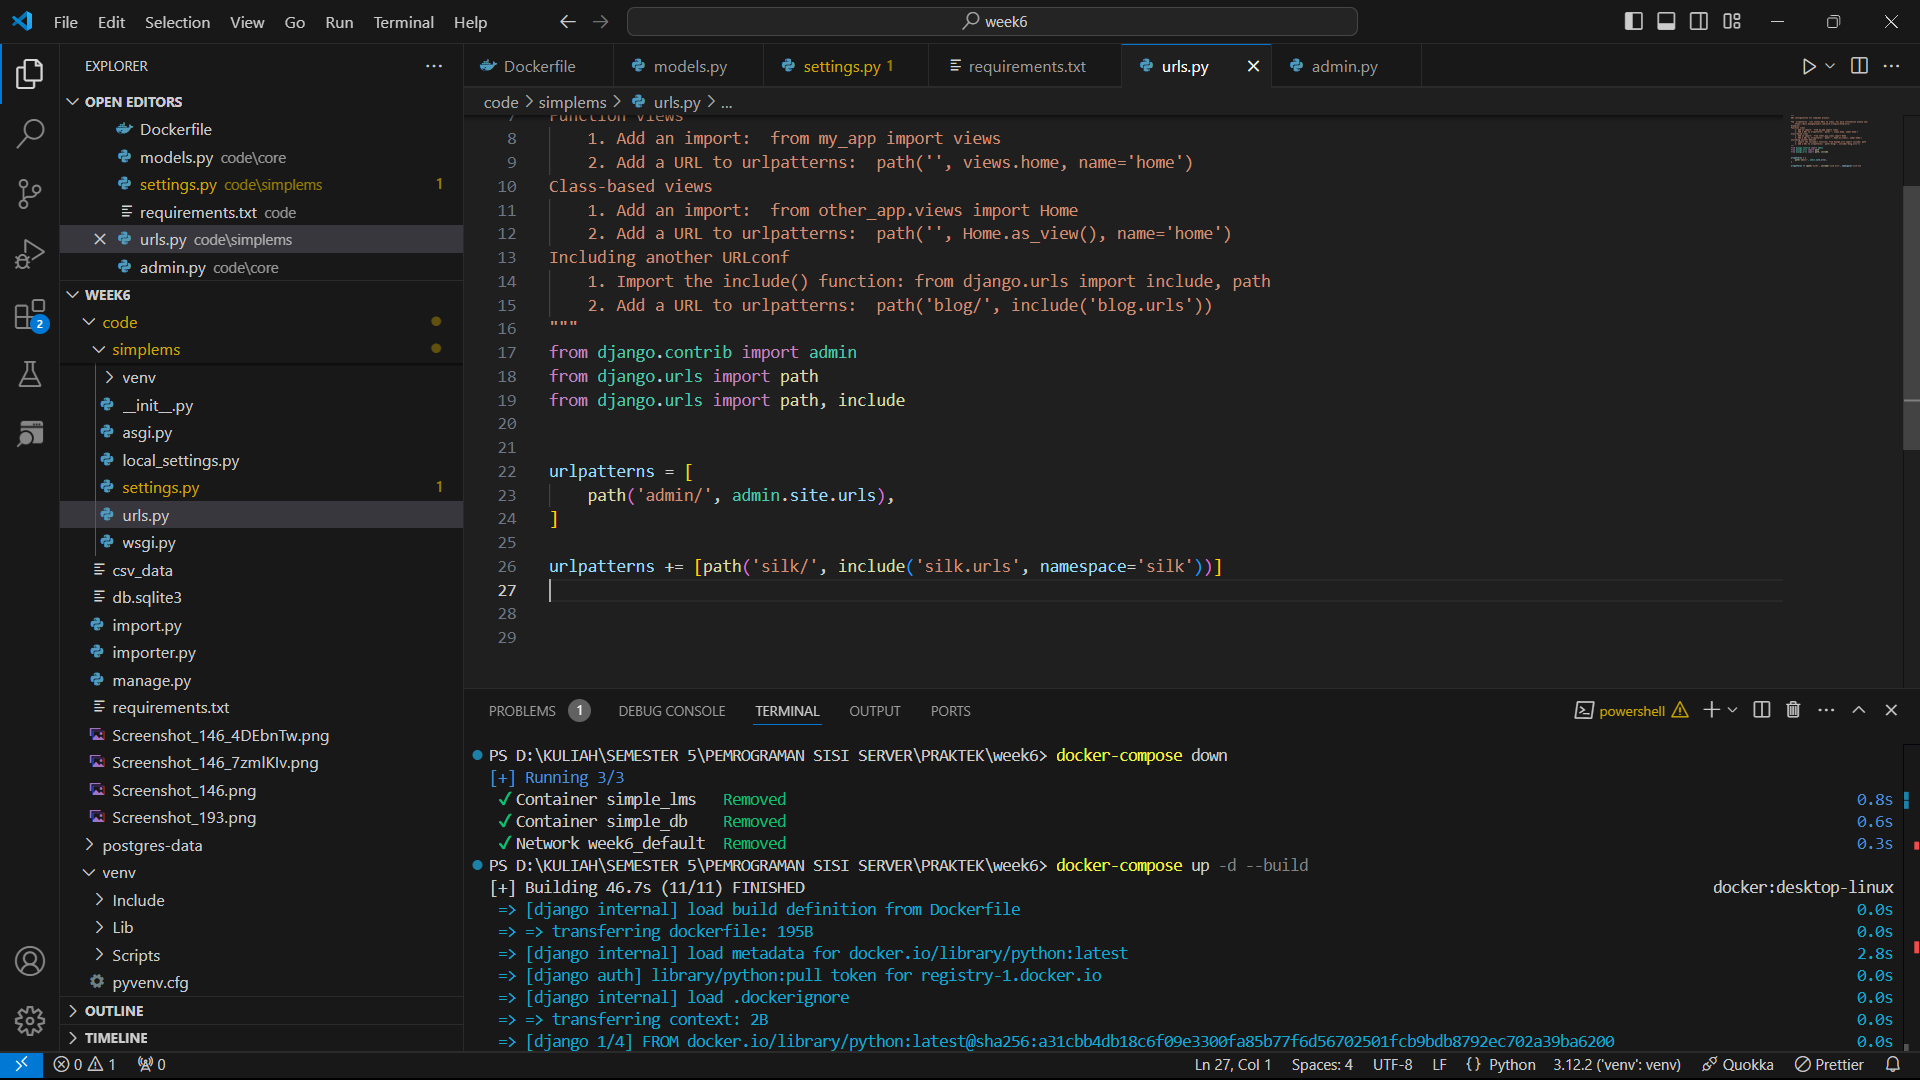 File Edit Selection View Go Run Terminal Help
week6
EXPLORER
OPEN EDITORS
Dockerfile
models.py code\core
settings.py code\simplems 1
requirements.txt code
urls.py code\simplems
admin.py code\core
WEEK6
code
simplems
venv
__init__.py
asgi.py
local_settings.py
settings.py 1
urls.py
wsgi.py
csv_data
db.sqlite3
import.py
importer.py
manage.py
requirements.txt
Screenshot_146_4DEbnTw.png
Screenshot_146_7zmlKIv.png
Screenshot_146.png
Screenshot_193.png
postgres-data
venv
Include
Lib
Scripts
pyvenv.cfg
OUTLINE
TIMELINE
2
Dockerfile models.py settings.py 1 requirements.txt urls.py admin.py
code > simplems > urls.py > ...
7 Function views
8 1. Add an import:  from my_app import views
9 2. Add a URL to urlpatterns:  path('', views.home, name='home')
10 Class-based views
11 1. Add an import:  from other_app.views import Home
12 2. Add a URL to urlpatterns:  path('', Home.as_view(), name='home')
13 Including another URLconf
14 1. Import the include() function: from django.urls import include, path
15 2. Add a URL to urlpatterns:  path('blog/', include('blog.urls'))
16 """
17 from django.contrib import admin
18 from django.urls import path
19 from django.urls import path, include
20
21
22 urlpatterns = [
23 path('admin/', admin.site.urls),
24 ]
25
26 urlpatterns += [path('silk/', include('silk.urls', namespace='silk'))]
27
28
29
PROBLEMS 1 DEBUG CONSOLE TERMINAL OUTPUT PORTS
powershell
PS D:\KULIAH\SEMESTER 5\PEMROGRAMAN SISI SERVER\PRAKTEK\week6> docker-compose down
[+] Running 3/3
✓ Container simple_lms Removed 0.8s
✓ Container simple_db Removed 0.6s
✓ Network week6_default Removed 0.3s
PS D:\KULIAH\SEMESTER 5\PEMROGRAMAN SISI SERVER\PRAKTEK\week6> docker-compose up -d --build
[+] Building 46.7s (11/11) FINISHED docker:desktop-linux
=> [django internal] load build definition from Dockerfile 0.0s
=> => transferring dockerfile: 195B 0.0s
=> [django internal] load metadata for docker.io/library/python:latest 2.8s
=> [django auth] library/python:pull token for registry-1.docker.io 0.0s
=> [django internal] load .dockerignore 0.0s
=> => transferring context: 2B 0.0s
=> [django 1/4] FROM docker.io/library/python:latest@sha256:a31cbb4db18c6f09e3300fa85b77f6d56702501fcb9bdb8792ec702a39ba6200 0.0s
0 1 0 Ln 27, Col 1 Spaces: 4 UTF-8 LF {} Python 3.12.2 ('venv': venv) Quokka Prettier